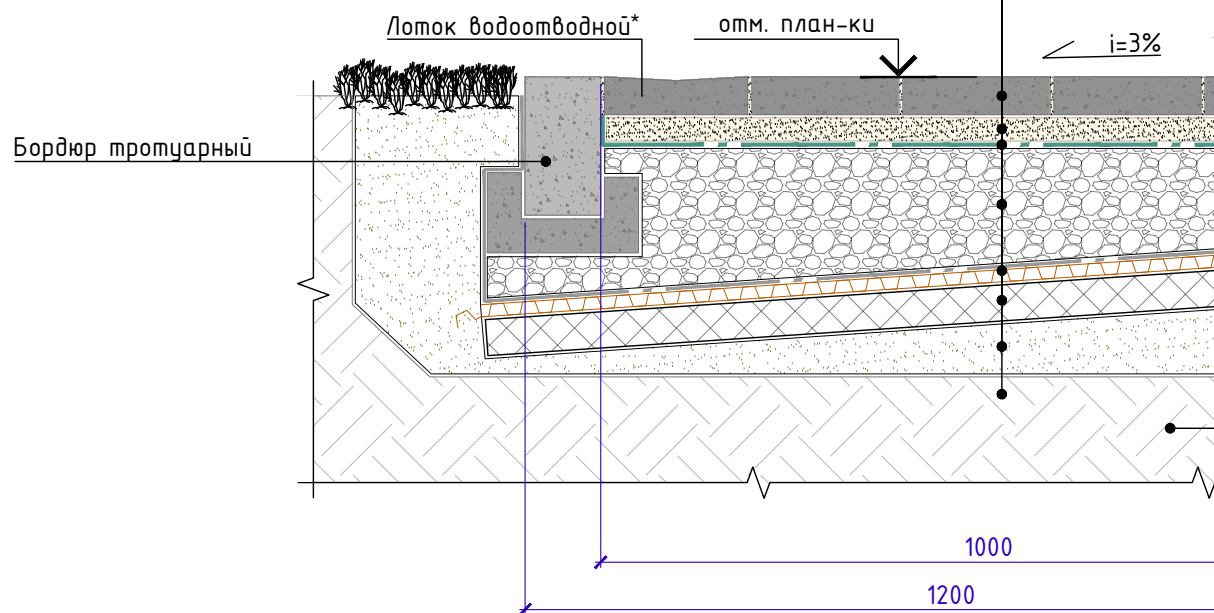 Лоток водоотводной*
отм. план-ки
i=3%
Бордюр тротуарный
1000
1200